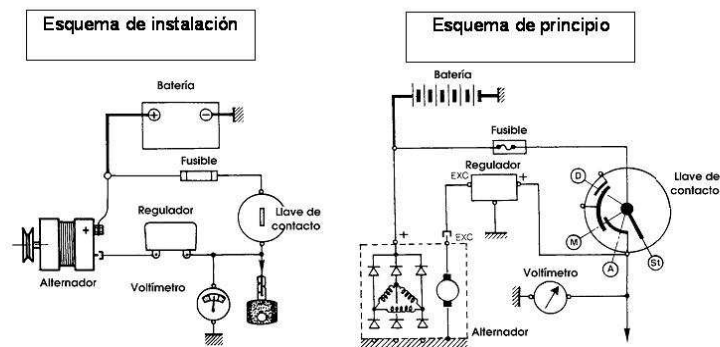 Esquema de instalación
Batería
+
−
Fusible
Regulador
Llave de
contacto
+
Alternador
Voltímetro
Esquema de principio
Batería
Fusible
EXC
Regulador
+
D
Llave de
contacto
M
A
St
+
EXC
Voltímetro
Alternador